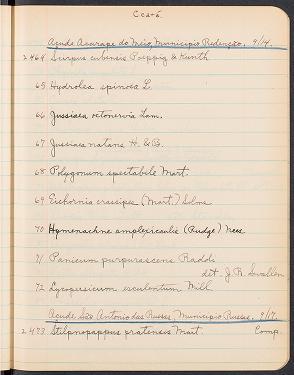 Ceará.
Açude Acarape do Meio, Municipio Redenção, 9/14.
2464 Scirpus cubensis Poeppig & Kunth
65 Hydrolea spinosa L.
66 Jussiaea octonervia Lam.
67 Jussiaea natans H. & B.
68 Polygonum spectabile Mart.
69 Eichornia crassipes (Mart.) Solms
70 Hymenachne amplexicaulis (Rudge) Nees
71 Panicum purpurascens Raddi
det. J. R. Swallen
72 Lycopersicum esculentum Mill.
Açude São Antonio das Russas, Municipio Russas, 9/17.
2473 Stilpnopappus pratensis Mart. Comp.